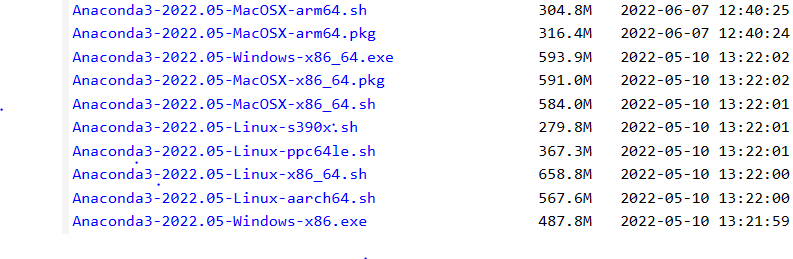 Anaconda3-2022.05-MacOSX-arm64.sh 304.8M 2022-06-07 12:40:25
Anaconda3-2022.05-MacOSX-arm64.pkg 316.4M 2022-06-07 12:40:24
Anaconda3-2022.05-Windows-x86_64.exe 593.9M 2022-05-10 13:22:02
Anaconda3-2022.05-MacOSX-x86_64.pkg 591.0M 2022-05-10 13:22:02
Anaconda3-2022.05-MacOSX-x86_64.sh 584.0M 2022-05-10 13:22:01
Anaconda3-2022.05-Linux-s390x.sh 279.8M 2022-05-10 13:22:01
Anaconda3-2022.05-Linux-ppc64le.sh 367.3M 2022-05-10 13:22:01
Anaconda3-2022.05-Linux-x86_64.sh 658.8M 2022-05-10 13:22:00
Anaconda3-2022.05-Linux-aarch64.sh 567.6M 2022-05-10 13:22:00
Anaconda3-2022.05-Windows-x86.exe 487.8M 2022-05-10 13:21:59